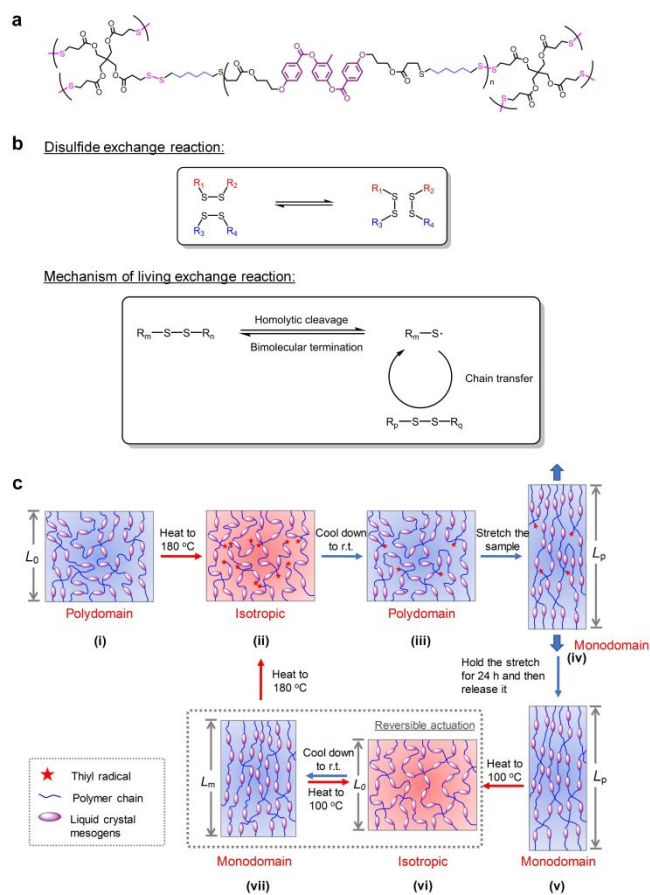 a
S
O
O
O
O
S
O
O
O
O
S
S
S
S
S
O
O
O
O
O
O
O
O
O
O
S
S
S
n
S
O
O
O
O
S
S
O
O
O
O
S
b
Disulfide exchange reaction:
R1 R2
S—S
S—S
R3 R4
R1 R2
S S
S S
R3 R4
Mechanism of living exchange reaction:
Rm—S—S—Rn
Homolytic cleavage
Bimolecular termination
Rm—S•
Chain transfer
Rp—S—S—Rq
c
L0
Heat to
180 oC
Cool down
to r.t.
Stretch the
sample
Lp
Polydomain
Isotropic
Polydomain
Monodomain
(i)
(ii)
(iii)
(iv)
Heat to
180 oC
Hold the stretch
for 24 h and then
release it
Reversible actuation
Lm
Cool down
to r.t.
Heat to
100 oC
L0
Heat to
100 oC
Lp
Thiyl radical
Polymer chain
Liquid crystal
mesogens
Monodomain
Isotropic
Monodomain
(vii)
(vi)
(v)